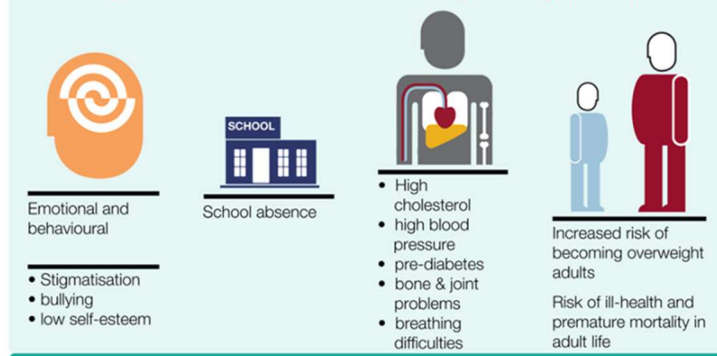 Emotional and
behavioural
• Stigmatisation
• bullying
• low self-esteem
SCHOOL
School absence
• High
cholesterol
• high blood
pressure
• pre-diabetes
• bone & joint
problems
• breathing
difficulties
Increased risk of
becoming overweight
adults
Risk of ill-health and
premature mortality in
adult life